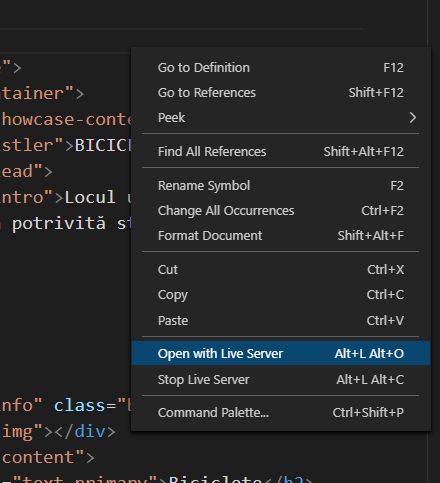 e">
ntainer">
Go to Definition F12
Go to References Shift+F12
howcase-conte
Peek
istler">BICICL
Find All References Shift+Alt+F12
ead">
Rename Symbol F2
ntro">Locul u
Change All Occurrences Ctrl+F2
potrivită st
Format Document Shift+Alt+F
Cut Ctrl+X
Copy Ctrl+C
Paste Ctrl+V
Open with Live Server Alt+L Alt+O
Stop Live Server Alt+L Alt+C
info" class="b
Command Palette... Ctrl+Shift+P
img"></div>
content">
="text-primary">Biciclete</h2>